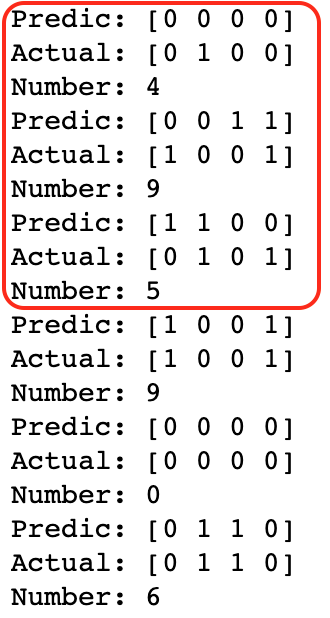 Predic: [0 0 0 0]
Actual: [0 1 0 0]
Number: 4
Predic: [0 0 1 1]
Actual: [1 0 0 1]
Number: 9
Predic: [1 1 0 0]
Actual: [0 1 0 1]
Number: 5
Predic: [1 0 0 1]
Actual: [1 0 0 1]
Number: 9
Predic: [0 0 0 0]
Actual: [0 0 0 0]
Number: 0
Predic: [0 1 1 0]
Actual: [0 1 1 0]
Number: 6